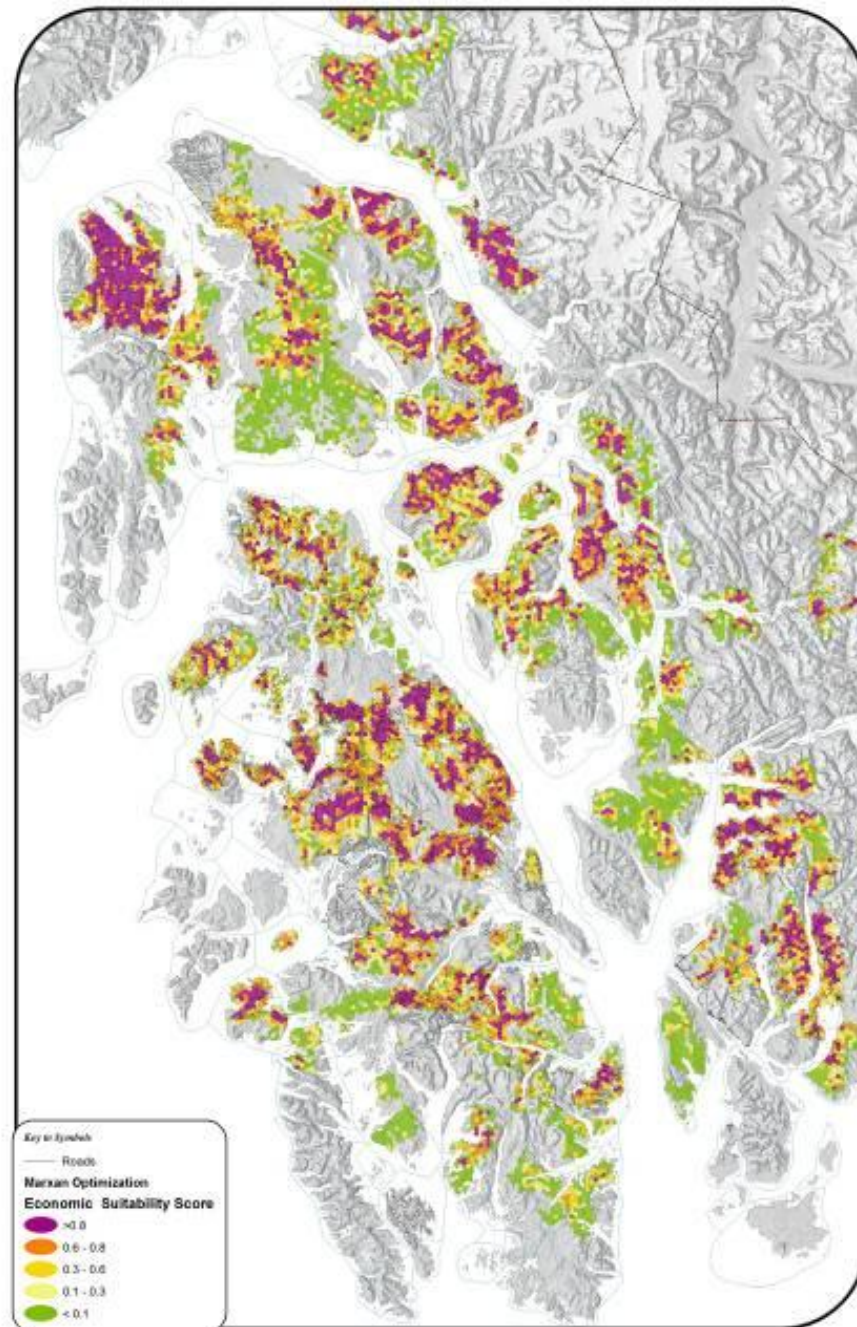 Key to Symbols
Roads
Marxan Optimization
Economic Suitability Score
>0.8
0.6 - 0.8
0.3 - 0.6
0.1 - 0.3
< 0.1